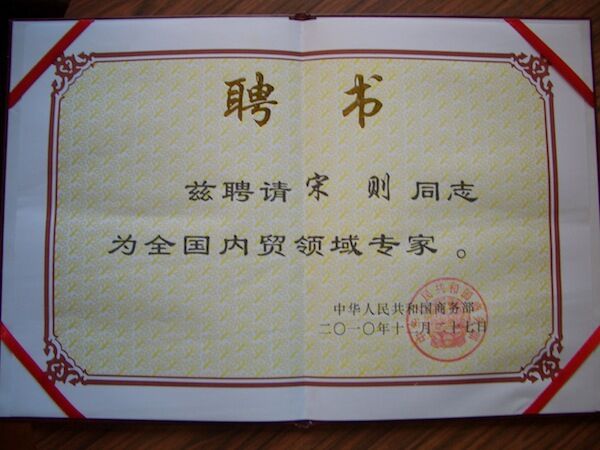 聘书
兹聘请宋则同志
为全国内贸领域专家。
中华人民共和国商务部
二〇一〇年十二月二十七日